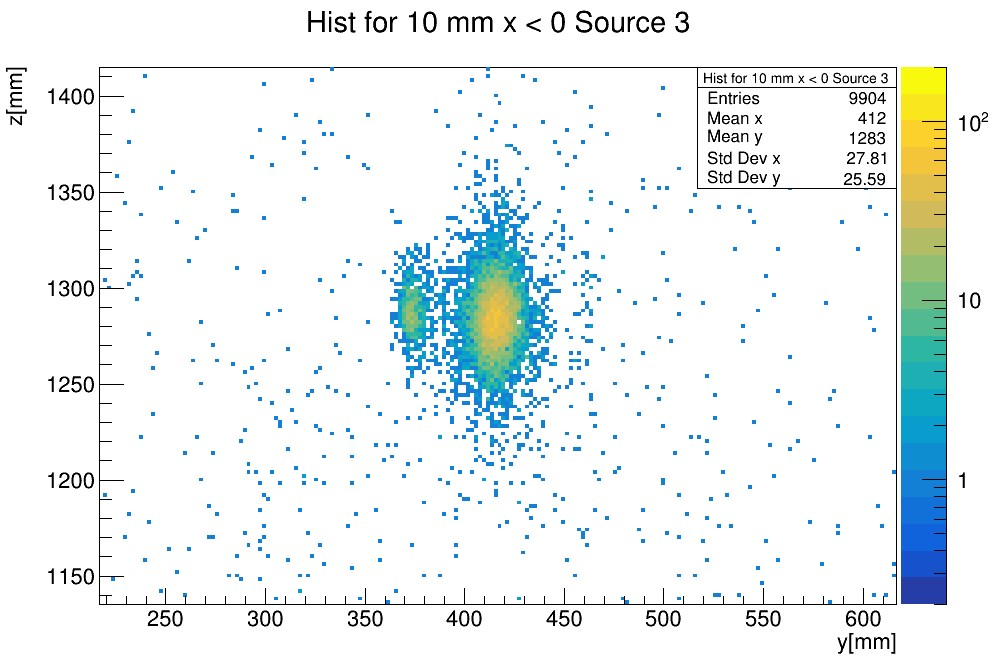 Hist for 10 mm x < 0 Source 3
z[mm]
Hist for 10 mm x < 0 Source 3
Entries 9904
Mean x 412
Mean y 1283
Std Dev x 27.81
Std Dev y 25.59
1400
1350
1300
1250
1200
1150
10²
10
1
250 300 350 400 450 500 550 600
y[mm]